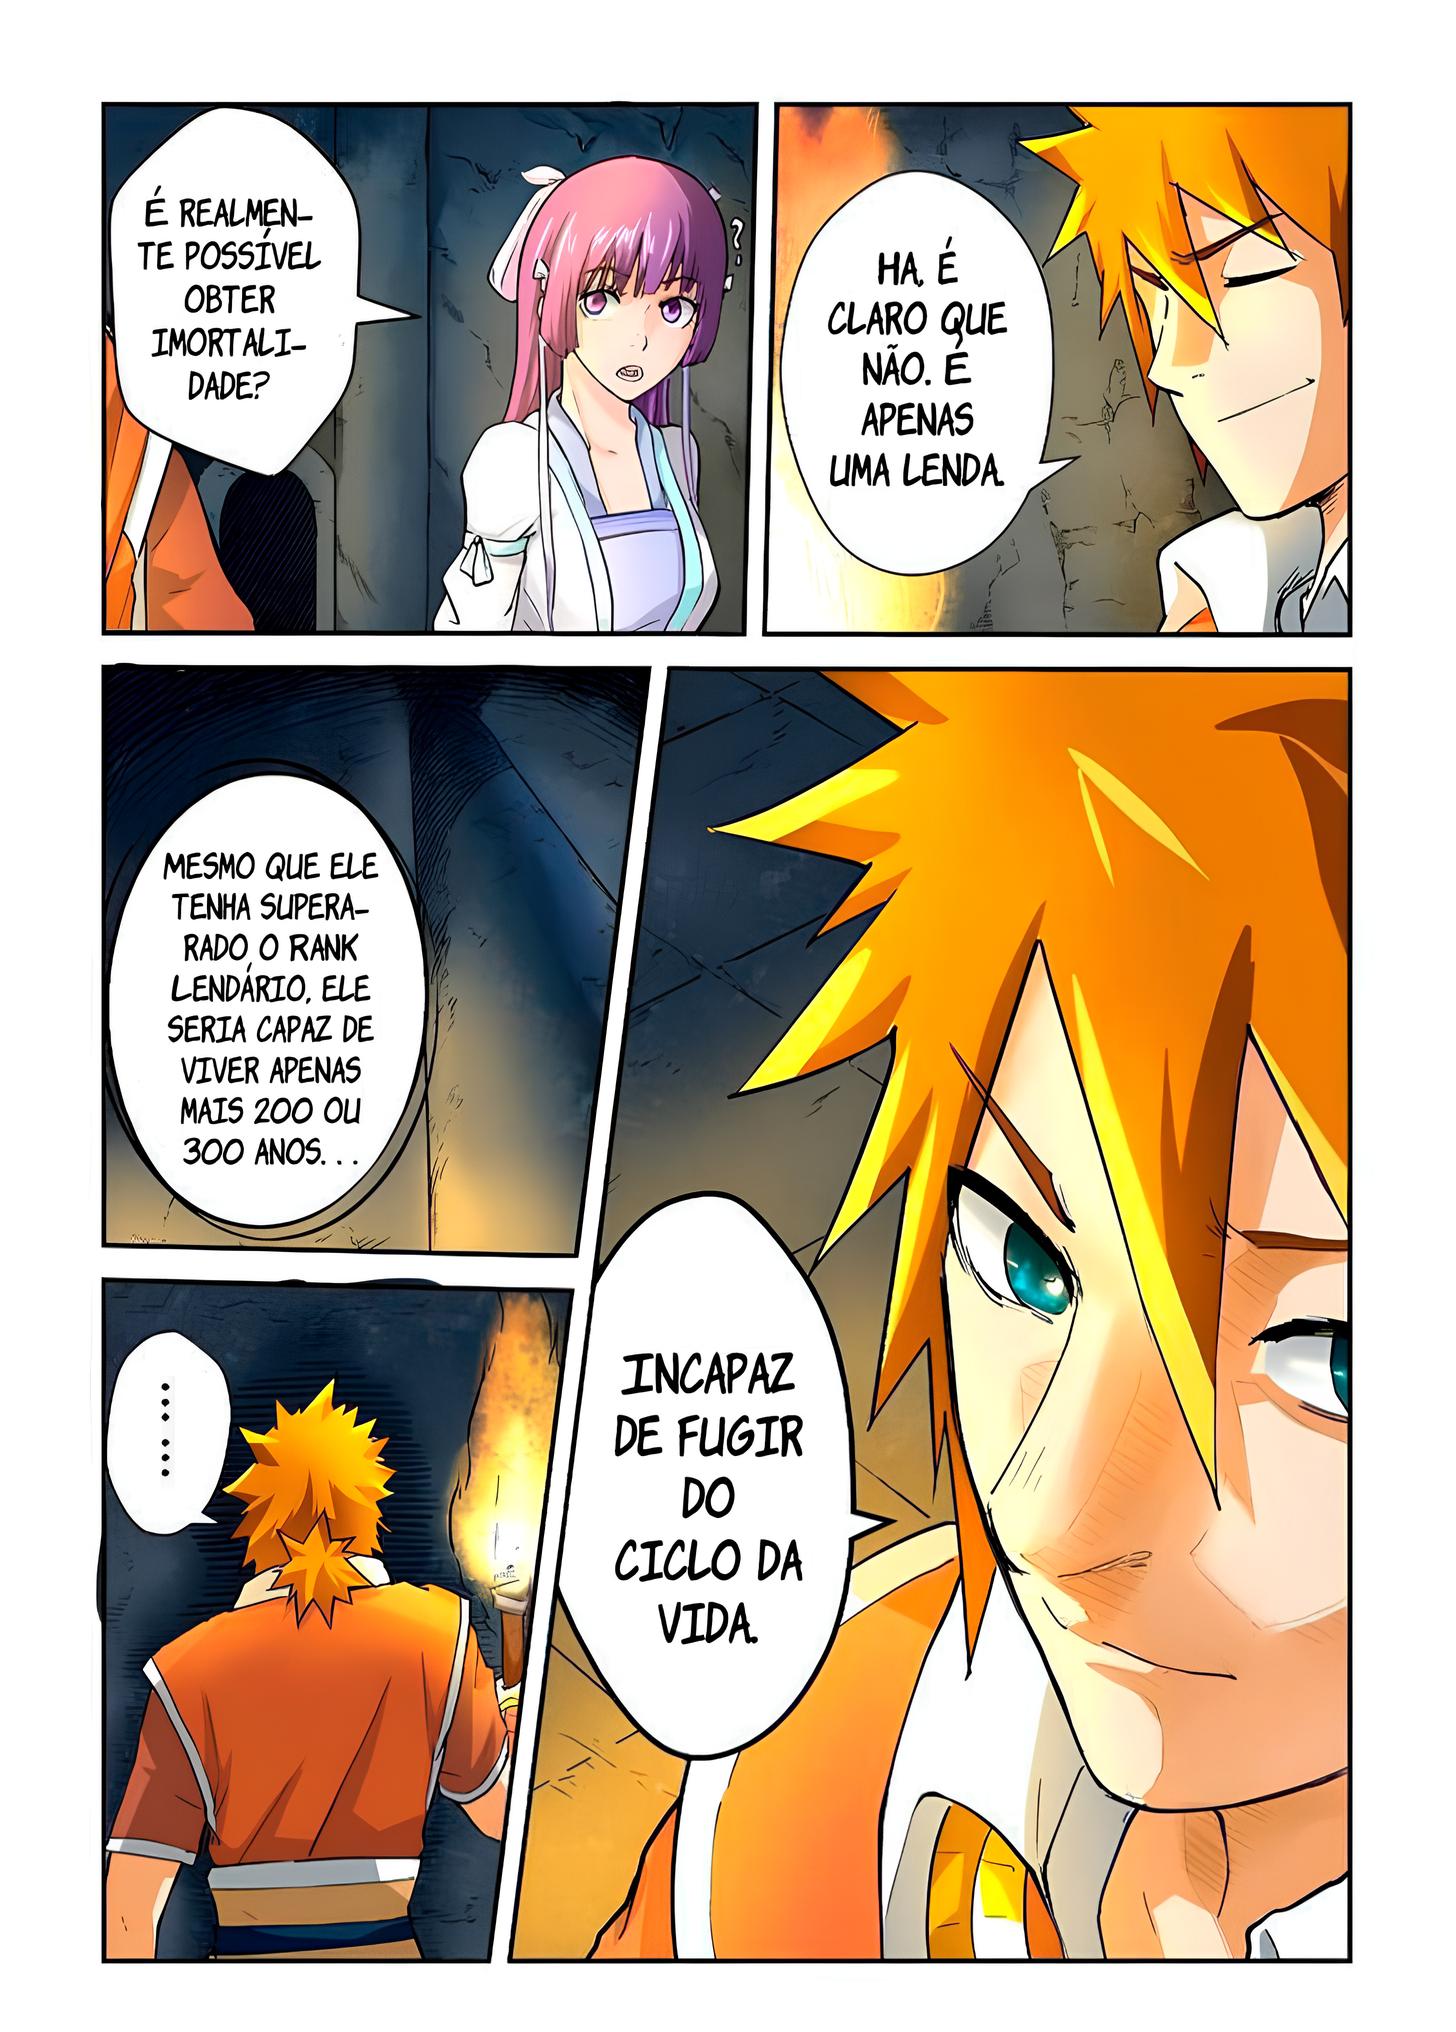 É REALMEN-
TE POSSÍVEL
OBTER
IMORTALI-
DADE?
?
HA, É
CLARO QUE
NÃO. É
APENAS
UMA LENDA.
MESMO QUE ELE
TENHA SUPERA-
RADO O RANK
LENDÁRIO, ELE
SERIA CAPAZ DE
VIVER APENAS
MAIS 200 OU
300 ANOS...
INCAPAZ
DE FUGIR
DO
CICLO DA
VIDA.
......